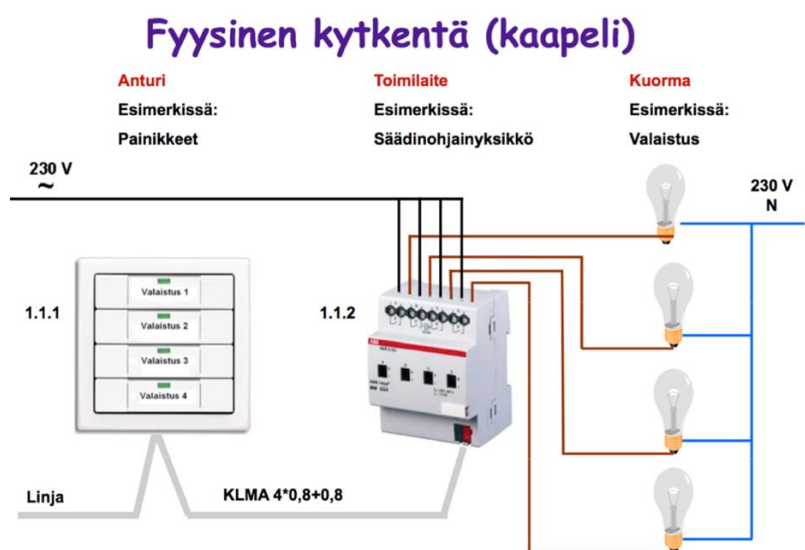 Fyysinen kytkentä (kaapeli)
Anturi
Esimerkissä:
Painikkeet
Toimilaite
Esimerkissä:
Säädinohjainyksikkö
Kuorma
Esimerkissä:
Valaistus
230 V
~
230 V
N
1.1.1
Valaistus 1
Valaistus 2
Valaistus 3
Valaistus 4
1.1.2
ABB
Linja
KLMA 4*0,8+0,8